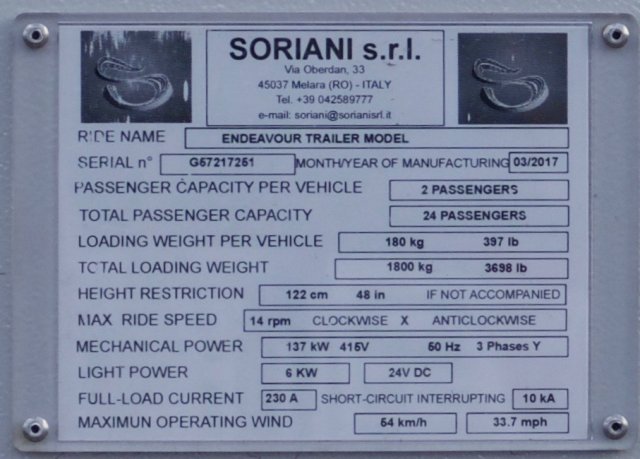 SORIANI s.r.l.
Via Oberdan, 33
45037 Melara (RO) - ITALY
Tel. +39 042589777
e-mail: soriani@sorianisrl.it
RIDE NAME ENDEAVOUR TRAILER MODEL
SERIAL n° G57217251 MONTH/YEAR OF MANUFACTURING 03/2017
PASSENGER CAPACITY PER VEHICLE 2 PASSENGERS
TOTAL PASSENGER CAPACITY 24 PASSENGERS
LOADING WEIGHT PER VEHICLE 180 kg 397 lb
TOTAL LOADING WEIGHT 1800 kg 3698 lb
HEIGHT RESTRICTION 122 cm 48 in IF NOT ACCOMPANIED
MAX RIDE SPEED 14 rpm CLOCKWISE X ANTICLOCKWISE
MECHANICAL POWER 137 kW 415V 50 Hz 3 Phases Y
LIGHT POWER 6 KW 24V DC
FULL-LOAD CURRENT 230 A SHORT-CIRCUIT INTERRUPTING 10 kA
MAXIMUN OPERATING WIND 54 km/h 33.7 mph